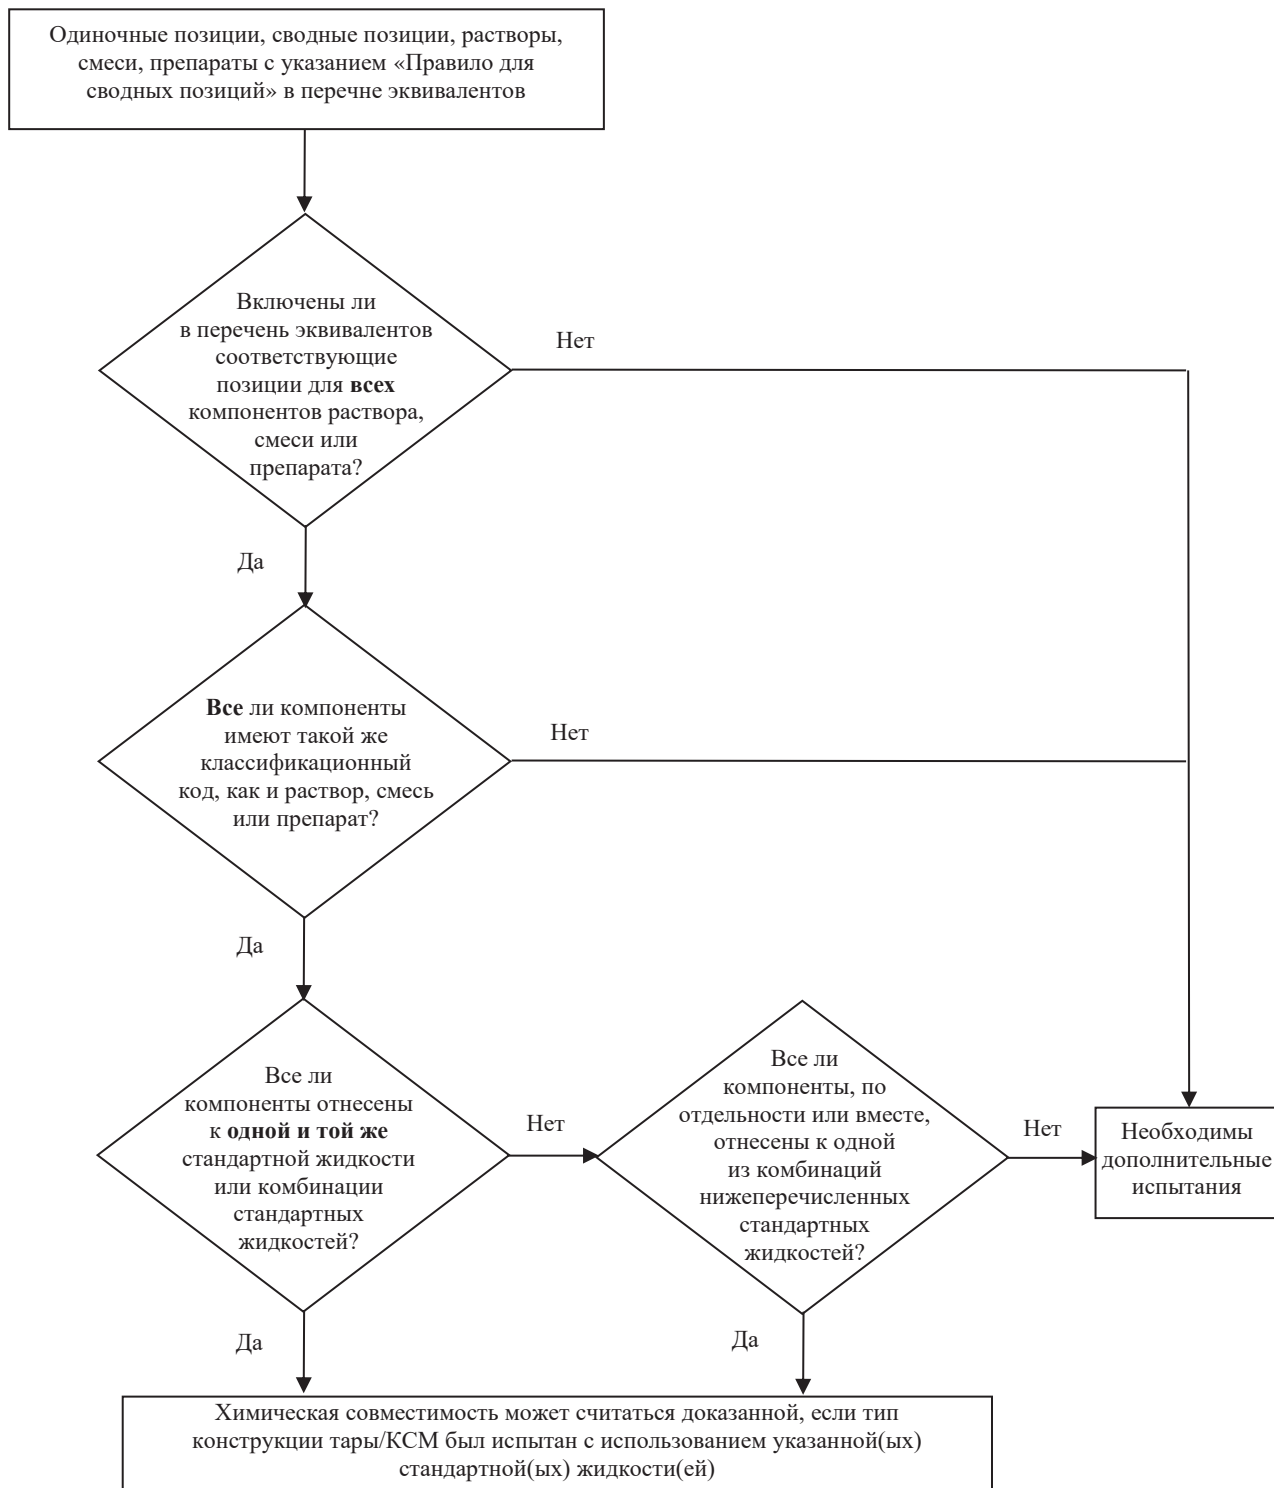 Одиночные позиции, сводные позиции, растворы,
смеси, препараты с указанием «Правило для
сводных позиций» в перечне эквивалентов
Включены ли
в перечень эквивалентов
соответствующие
позиции для всех
компонентов раствора,
смеси или
препарата?
Нет
Да
Все ли компоненты
имеют такой же
классификационный
код, как и раствор, смесь
или препарат?
Нет
Да
Все ли
компоненты отнесены
к одной и той же
стандартной жидкости
или комбинации
стандартных
жидкостей?
Нет
Все ли
компоненты, по
отдельности или вместе,
отнесены к одной
из комбинаций
нижеперечисленных
стандартных
жидкостей?
Нет
Необходимы
дополнительные
испытания
Да
Да
Химическая совместимость может считаться доказанной, если тип
конструкции тары/КСМ был испытан с использованием указанной(ых)
стандартной(ых) жидкости(ей)